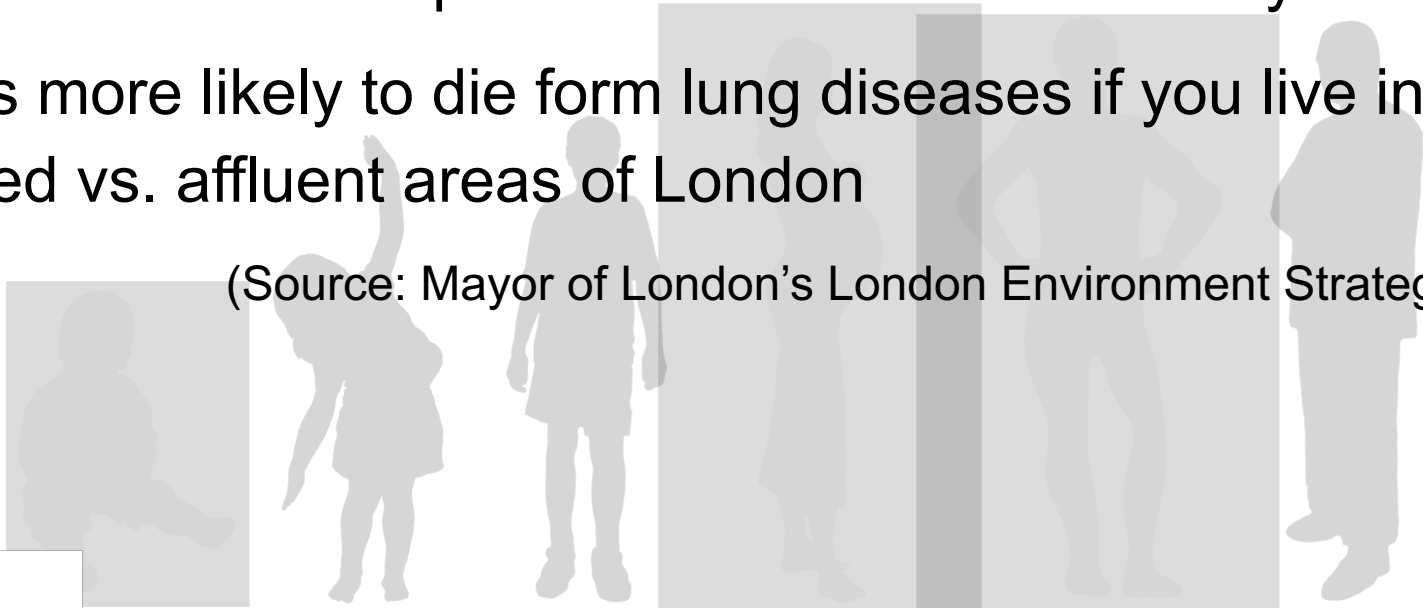 s more likely to die form lung diseases if you live in
ed vs. affluent areas of London
(Source: Mayor of London’s London Environment Strateg